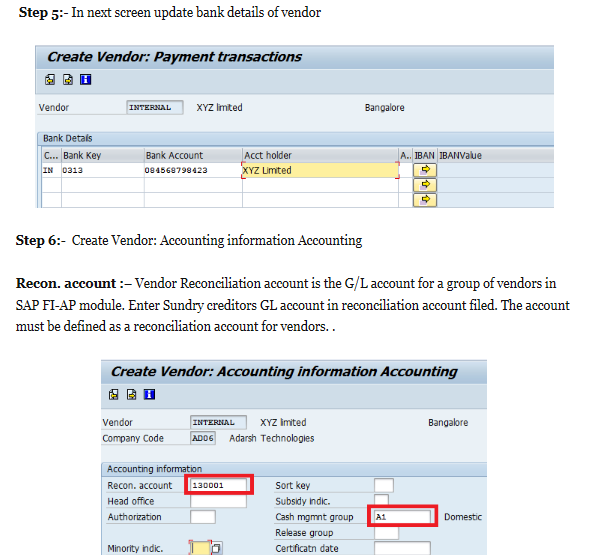 Step 5:- In next screen update bank details of vendor
Create Vendor: Payment transactions
Vendor INTERNAL XYZ lmited Bangalore
Bank Details
C... Bank Key Bank Account Acct holder A.. IBAN IBANValue
IN 0313 084568798423 XYZ Limited
Step 6:- Create Vendor: Accounting information Accounting
Recon. account :– Vendor Reconciliation account is the G/L account for a group of vendors in
SAP FI-AP module. Enter Sundry creditors GL account in reconciliation account filed. The account
must be defined as a reconciliation account for vendors. .
Create Vendor: Accounting information Accounting
Vendor INTERNAL XYZ lmited Bangalore
Company Code AD06 Adarsh Technologies
Accounting information
Recon. account 130001 Sort key
Head office Subsidy indic.
Authorization Cash mgmnt group A1 Domestic
Release group
Minority indic. Certificatn date